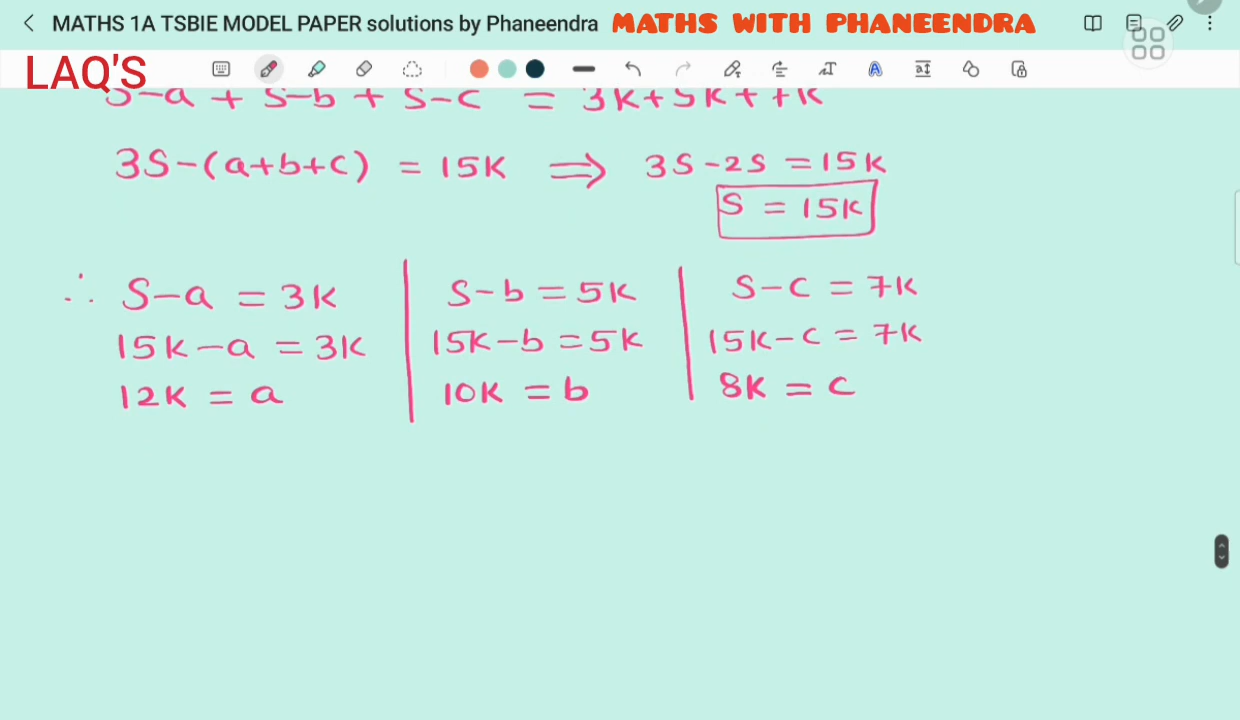 MATHS 1A TSBIE MODEL PAPER solutions by Phaneendra MATHS WITH PHANEENDRA
LAQ'S
S-a + S-b + S-c = 3K+5K+7K
3S-(a+b+c) = 15K ⟹ 3S-2S = 15K
S = 15K
∴ S-a = 3K | S-b = 5K | S-c = 7K
15K-a = 3K | 15K-b = 5K | 15K-c = 7K
12K = a | 10K = b | 8K = c